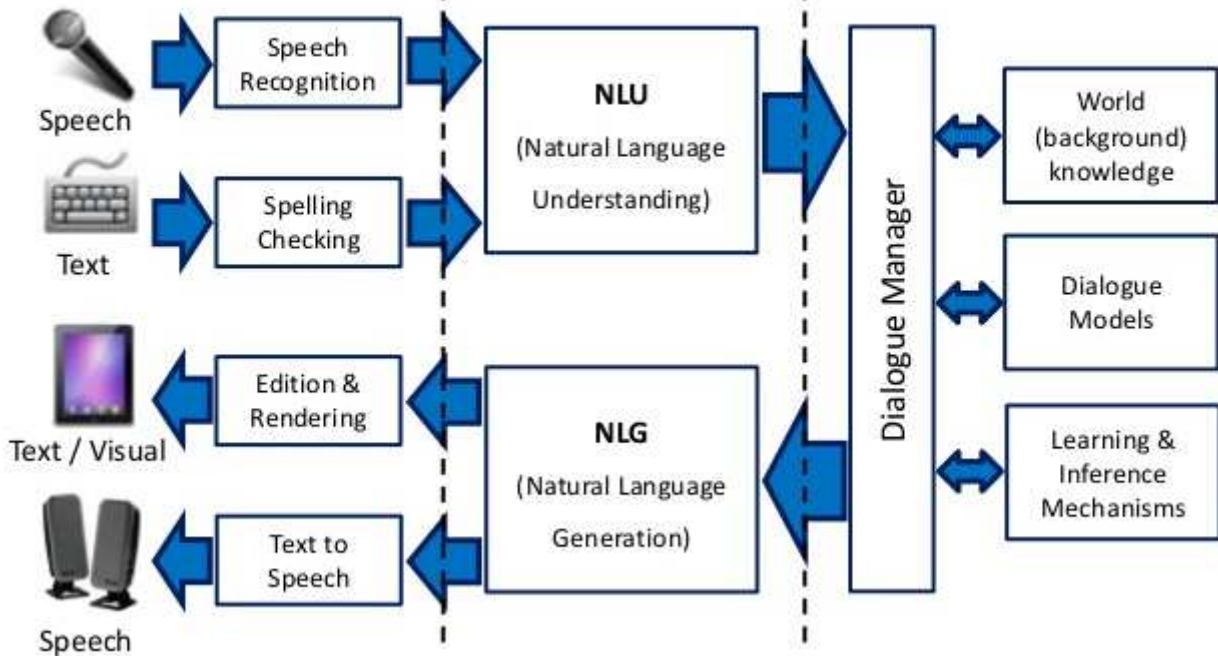 Speech
Speech
Recognition
NLU
(Natural Language
Understanding)
Text
Spelling
Checking
Text / Visual
Edition &
Rendering
NLG
(Natural Language
Generation)
Speech
Text to
Speech
Dialogue Manager
World
(background)
knowledge
Dialogue
Models
Learning &
Inference
Mechanisms